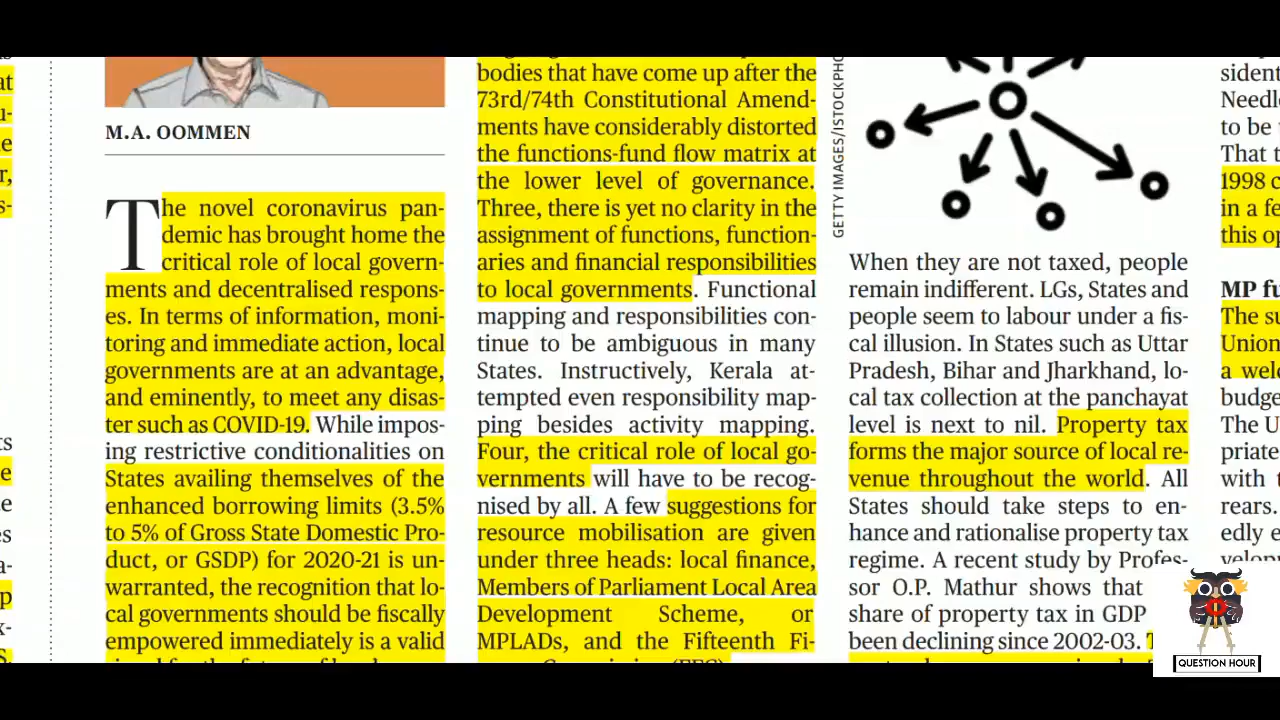 at
u-
e
r,
s-
ts
e
e
es
a-
p
x-
S.
M.A. OOMMEN
The novel coronavirus pan-
demic has brought home the
critical role of local govern-
ments and decentralised respons-
es. In terms of information, moni-
toring and immediate action, local
governments are at an advantage,
and eminently, to meet any disas-
ter such as COVID-19. While impos-
ing restrictive conditionalities on
States availing themselves of the
enhanced borrowing limits (3.5%
to 5% of Gross State Domestic Pro-
duct, or GSDP) for 2020-21 is un-
warranted, the recognition that lo-
cal governments should be fiscally
empowered immediately is a valid
bodies that have come up after the
73rd/74th Constitutional Amend-
ments have considerably distorted
the functions-fund flow matrix at
the lower level of governance.
Three, there is yet no clarity in the
assignment of functions, function-
aries and financial responsibilities
to local governments. Functional
mapping and responsibilities con-
tinue to be ambiguous in many
States. Instructively, Kerala at-
tempted even responsibility map-
ping besides activity mapping.
Four, the critical role of local go-
vernments will have to be recog-
nised by all. A few suggestions for
resource mobilisation are given
under three heads: local finance,
Members of Parliament Local Area
Development Scheme, or
MPLADs, and the Fifteenth Fi-
GETTY IMAGES/ISTOCKPHO
When they are not taxed, people
remain indifferent. LGs, States and
people seem to labour under a fis-
cal illusion. In States such as Uttar
Pradesh, Bihar and Jharkhand, lo-
cal tax collection at the panchayat
level is next to nil. Property tax
forms the major source of local re-
venue throughout the world. All
States should take steps to en-
hance and rationalise property tax
regime. A recent study by Profes-
sor O.P. Mathur shows that
share of property tax in GDP
been declining since 2002-03.
sident
Needle
to be
That t
1998 c
in a fe
this op
MP fu
The su
Union
a welc
budge
The U
priate
with t
rears.
edly e
QUESTION HOUR